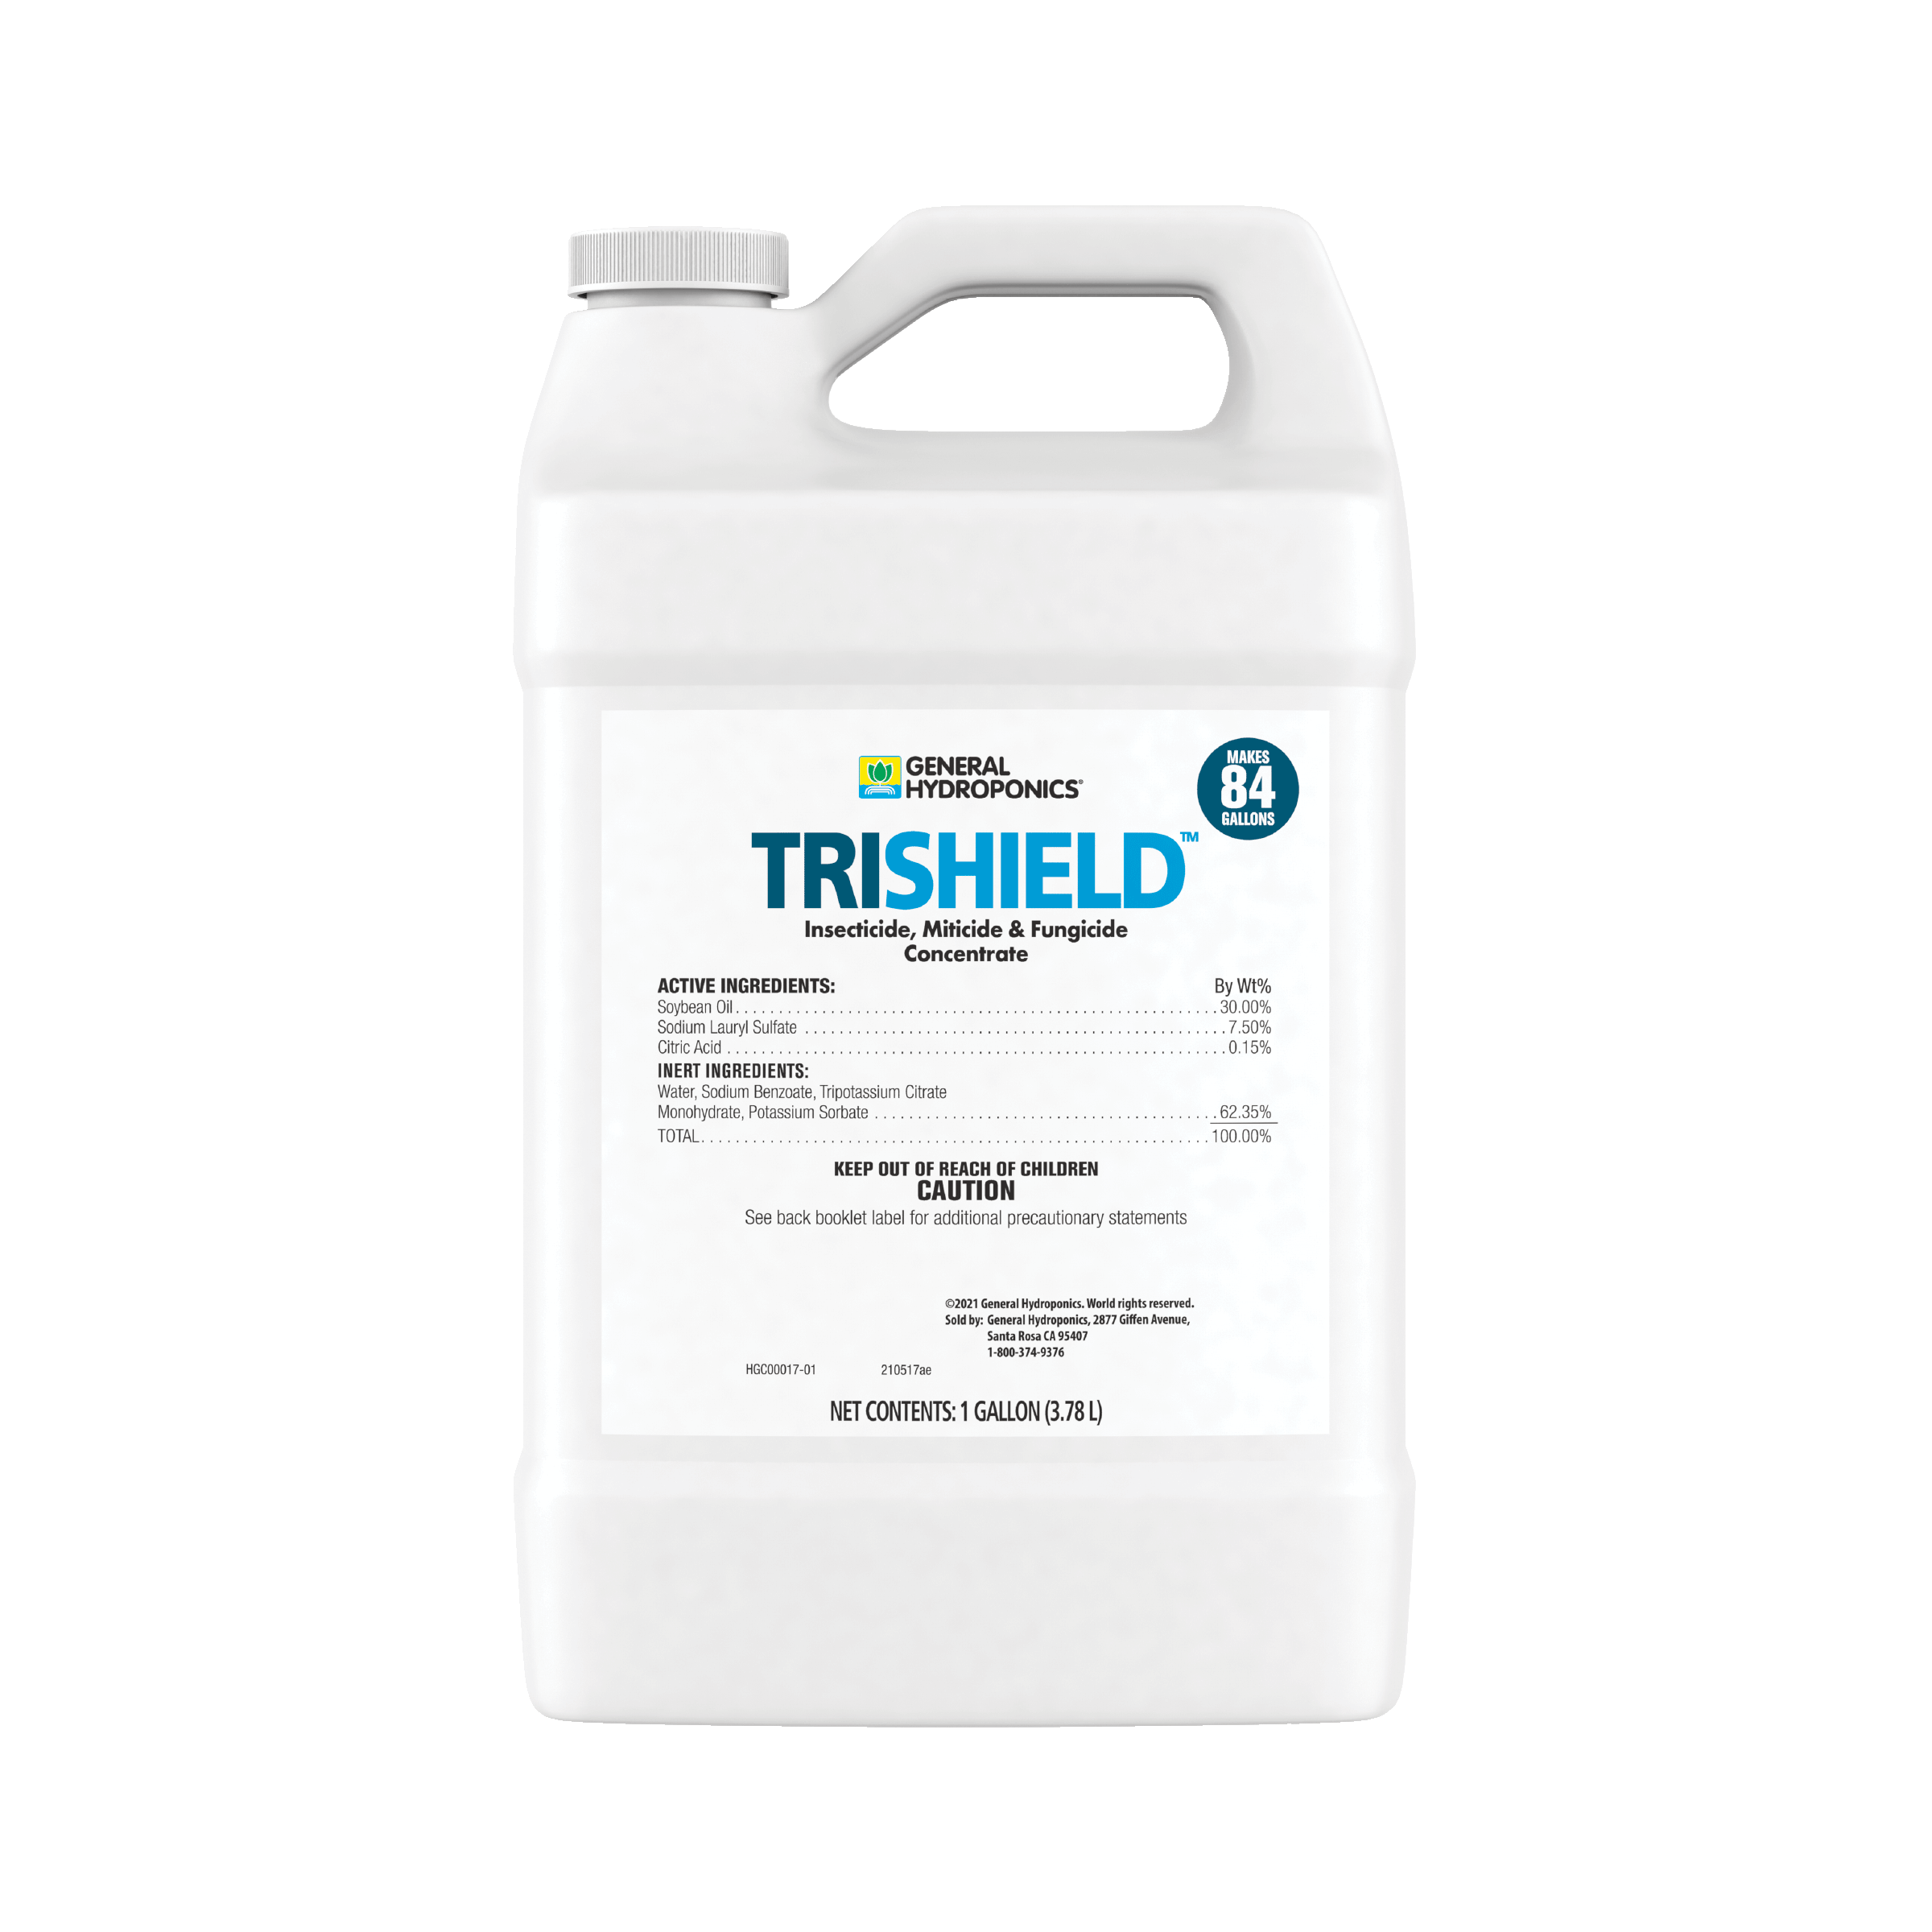 GENERAL
HYDROPONICS®
MAKES
84
GALLONS
TRISHIELD™
Insecticide, Miticide & Fungicide
Concentrate
ACTIVE INGREDIENTS: By Wt%
Soybean Oil . . . . . . . . . . 30.00%
Sodium Lauryl Sulfate . . . . . . . . . . 7.50%
Citric Acid . . . . . . . . . . 0.15%
INERT INGREDIENTS:
Water, Sodium Benzoate, Tripotassium Citrate
Monohydrate, Potassium Sorbate . . . . . . . . . . 62.35%
TOTAL . . . . . . . . . . 100.00%
KEEP OUT OF REACH OF CHILDREN
CAUTION
See back booklet label for additional precautionary statements
©2021 General Hydroponics. World rights reserved.
Sold by: General Hydroponics, 2877 Giffen Avenue,
Santa Rosa CA 95407
1-800-374-9376
HGC00017-01 210517ae
NET CONTENTS: 1 GALLON (3.78 L)